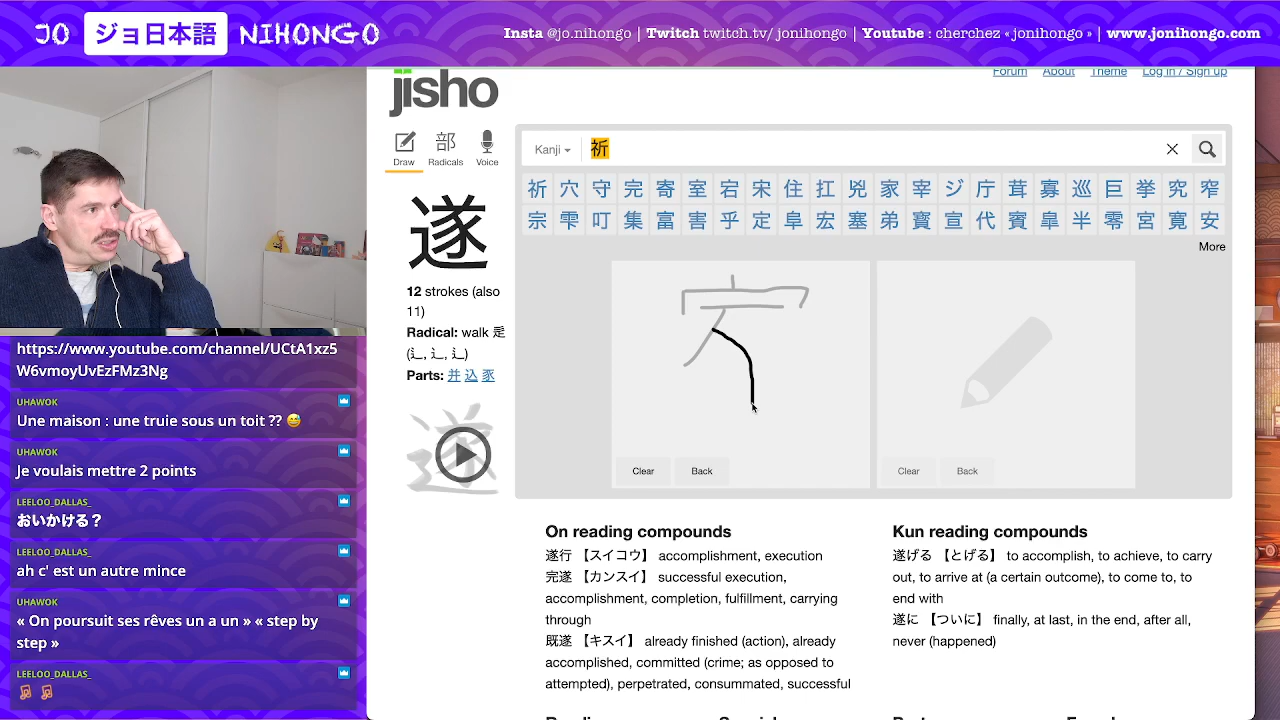 JO ジョ日本語 NIHONGO
Insta @jo.nihongo | Twitch twitch.tv/ jonihongo | Youtube : cherchez « jonihongo » | www.jonihongo.com
jisho
Forum About Theme Log in / Sign up
Draw 部 Radicals Voice
Kanji 祈
祈 穴 守 完 寄 室 宕 宋 住 扛 兇 家 宰 ジ 庁 茸 寡 巡 巨 挙 究 窄
宗 雫 叮 集 富 害 乎 定 阜 宏 塞 弟 寶 宣 代 賓 皐 半 零 宮 寛 安
More
遂
12 strokes (also
11)
Radical: walk 辵
(辶, ⻌, ⻍)
Parts: 并 込 豕
遂
Clear Back
Clear Back
On reading compounds
遂行 【スイコウ】 accomplishment, execution
完遂 【カンスイ】 successful execution,
accomplishment, completion, fulfillment, carrying
through
既遂 【キスイ】 already finished (action), already
accomplished, committed (crime; as opposed to
attempted), perpetrated, consummated, successful
Kun reading compounds
遂げる 【とげる】 to accomplish, to achieve, to carry
out, to arrive at (a certain outcome), to come to, to
end with
遂に 【ついに】 finally, at last, in the end, after all,
never (happened)
https://www.youtube.com/channel/UCtA1xz5
W6vmoyUvEzFMz3Ng
UHAWOK
Une maison : une truie sous un toit ?? 😅
UHAWOK
Je voulais mettre 2 points
LEELOO_DALLAS_
おいかける？
LEELOO_DALLAS_
ah c' est un autre mince
UHAWOK
« On poursuit ses rêves un a un » « step by
step »
LEELOO_DALLAS_